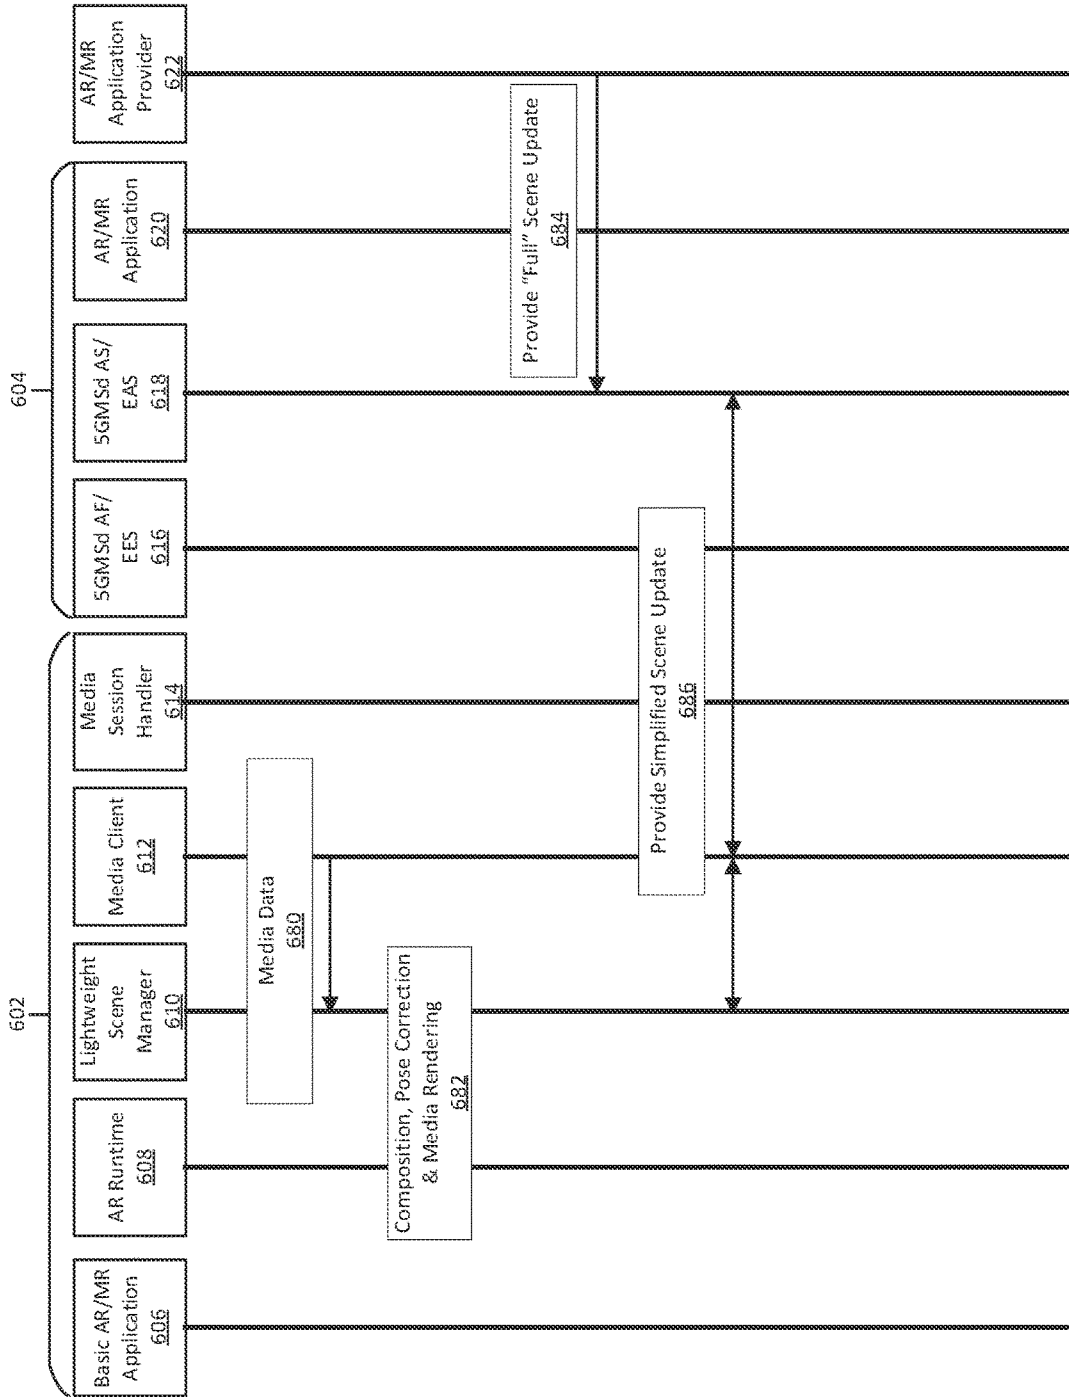 602
604
Basic AR/MR
Application
606
AR Runtime
608
Lightweight
Scene
Manager
610
Media Client
612
Media
Session
Handler
614
5GMSd AF/
EES
616
5GMSd AS/
EAS
618
AR/MR
Application
620
AR/MR
Application
Provider
622
Media Data
680
Composition, Pose Correction
& Media Rendering
682
Provide "Full" Scene Update
684
Provide Simplified Scene Update
686